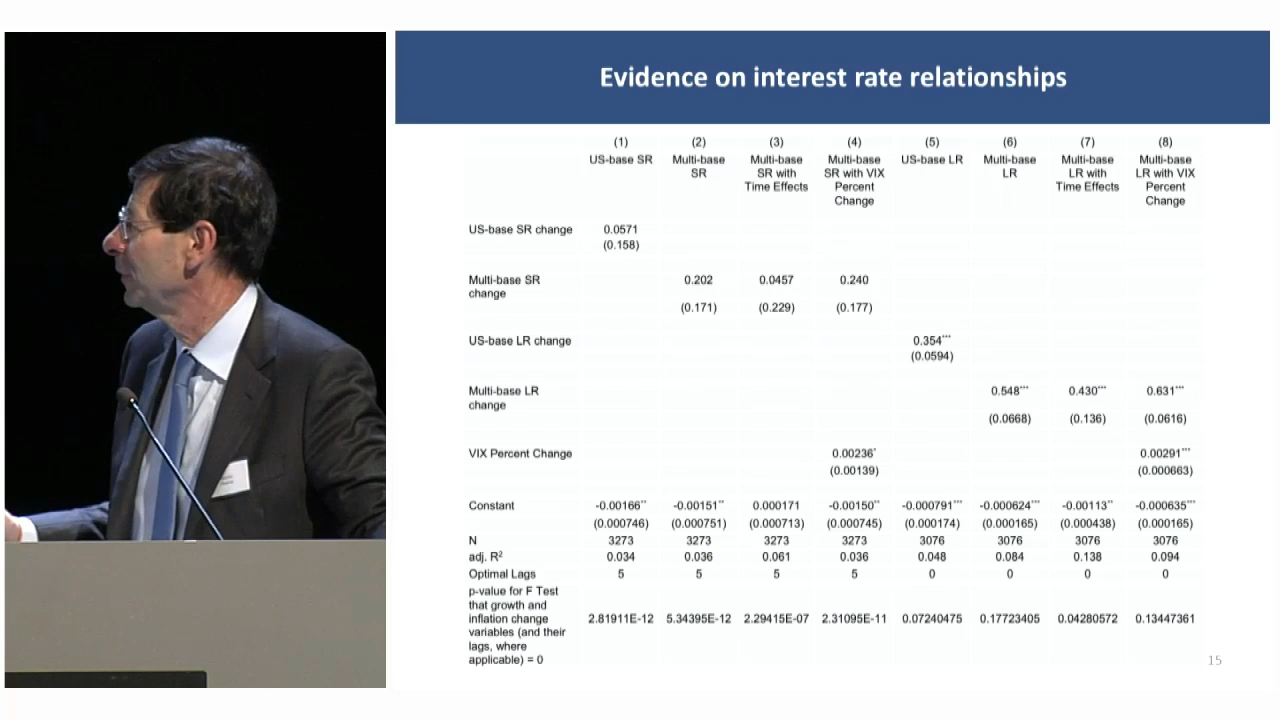 Evidence on interest rate relationships
(1) (2) (3) (4) (5) (6) (7) (8)
US-base SR Multi-base Multi-base Multi-base US-base LR Multi-base Multi-base Multi-base
SR SR with SR with VIX LR LR with LR with VIX
Time Effects Percent Time Effects Percent
Change Change
US-base SR change 0.0571
(0.158)
Multi-base SR 0.202 0.0457 0.240
change
(0.171) (0.229) (0.177)
US-base LR change 0.354***
(0.0594)
Multi-base LR 0.548*** 0.430*** 0.631***
change
(0.0668) (0.136) (0.0616)
VIX Percent Change 0.00236* 0.00291***
(0.00139) (0.000663)
Constant -0.00166** -0.00151** 0.000171 -0.00150** -0.000791*** -0.000624*** -0.00113** -0.000635***
(0.000746) (0.000751) (0.000713) (0.000745) (0.000174) (0.000165) (0.000438) (0.000165)
N 3273 3273 3273 3273 3076 3076 3076 3076
adj. R² 0.034 0.036 0.061 0.036 0.048 0.084 0.138 0.094
Optimal Lags 5 5 5 5 0 0 0 0
p-value for F Test
that growth and
inflation change 2.81911E-12 5.34395E-12 2.29415E-07 2.31095E-11 0.07240475 0.17723405 0.04280572 0.13447361
variables (and their
lags, where
applicable) = 0
15